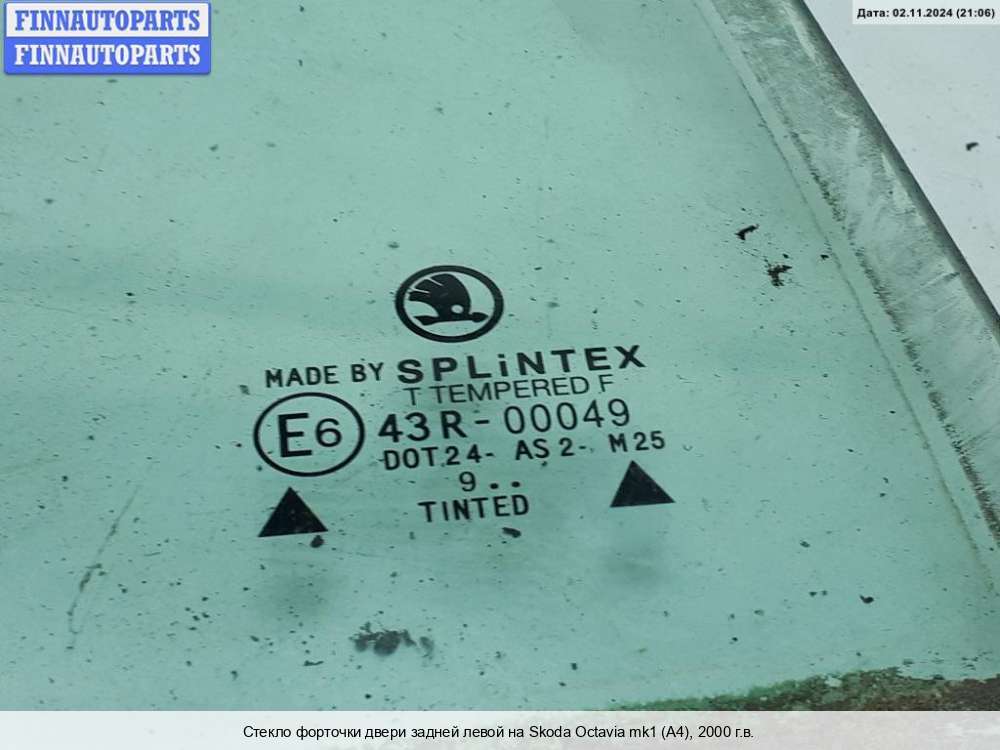 FINNAUTOPARTS
FINNAUTOPARTS
Дата: 02.11.2024 (21:06)
MADE BY SPLiNTEX
T TEMPERED F
E6 43R-00049
DOT24- AS2- M25
9..
TINTED
Стекло форточки двери задней левой на Skoda Octavia mk1 (A4), 2000 г.в.